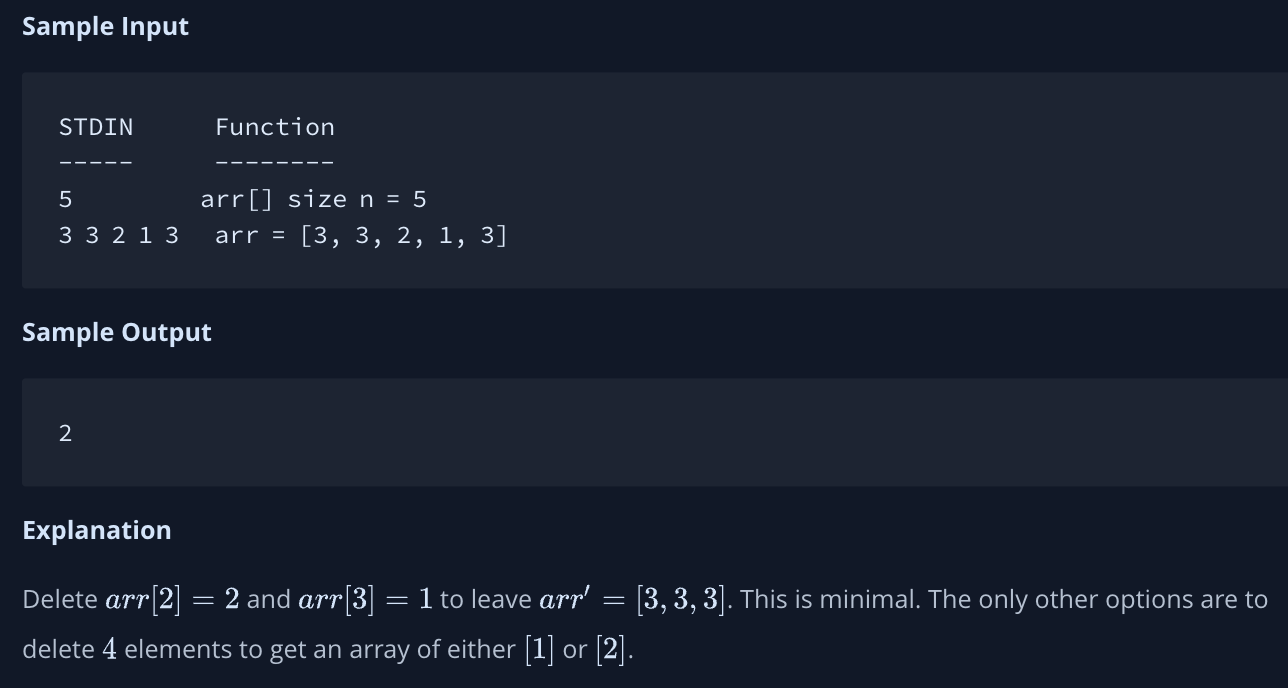 Sample Input
STDIN Function
----- --------
5 arr[] size n = 5
3 3 2 1 3 arr = [3, 3, 2, 1, 3]
Sample Output
2
Explanation
Delete arr[2] = 2 and arr[3] = 1 to leave arr′ = [3, 3, 3]. This is minimal. The only other options are to
delete 4 elements to get an array of either [1] or [2].